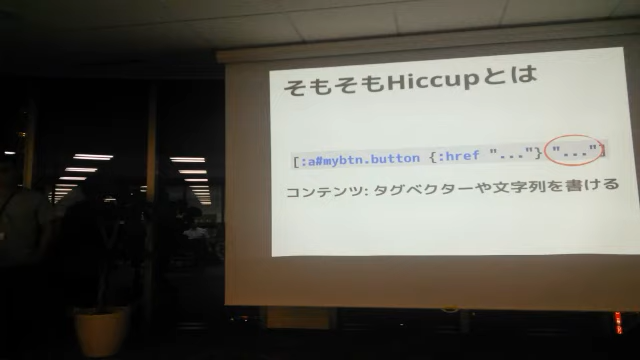 そもそもHiccupとは
[:a#mybtn.button {:href "..."} "..."]
コンテンツ: タグベクターや文字列を書ける